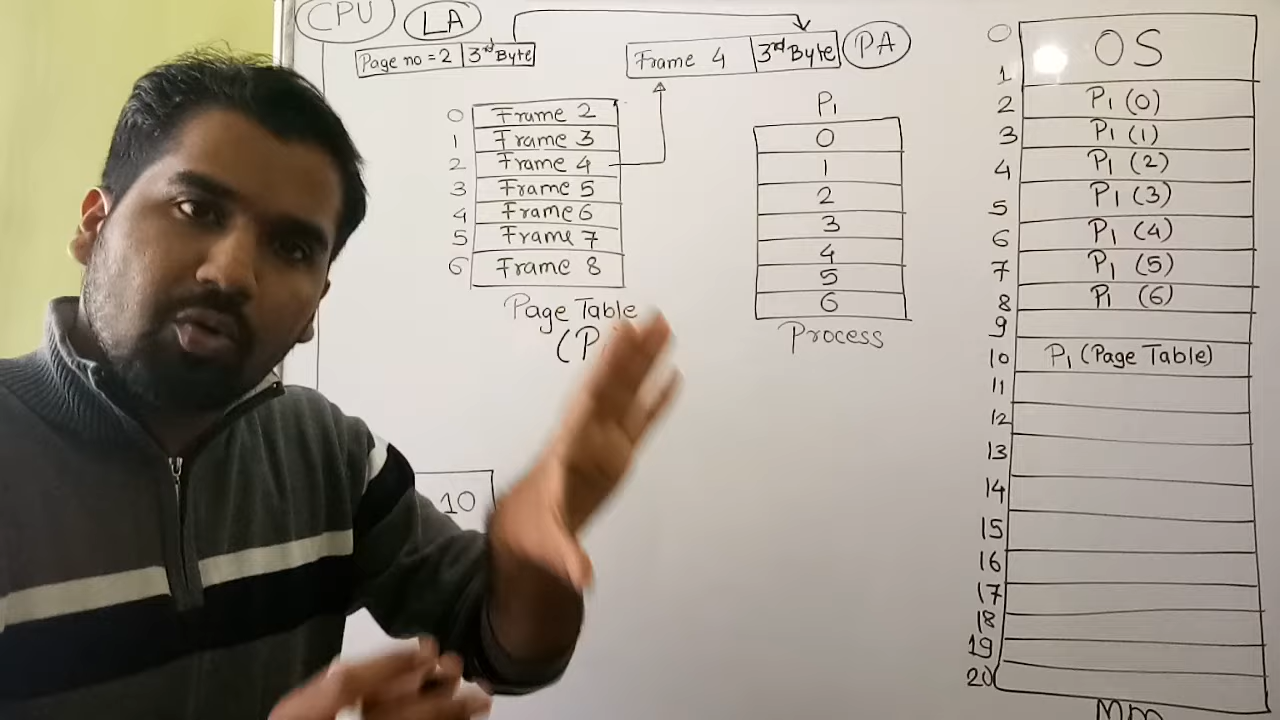 CPU
LA
Page no = 2 3rd Byte
Frame 4 3rd Byte
PA
0 Frame 2
1 Frame 3
2 Frame 4
3 Frame 5
4 Frame 6
5 Frame 7
6 Frame 8
Page Table
(P
P1
0
1
2
3
4
5
6
Process
10
0 OS
1
2 P1 (0)
3 P1 (1)
4 P1 (2)
5 P1 (3)
6 P1 (4)
7 P1 (5)
8 P1 (6)
9
10 P1 (Page Table)
11
12
13
14
15
16
17
18
19
20
MM